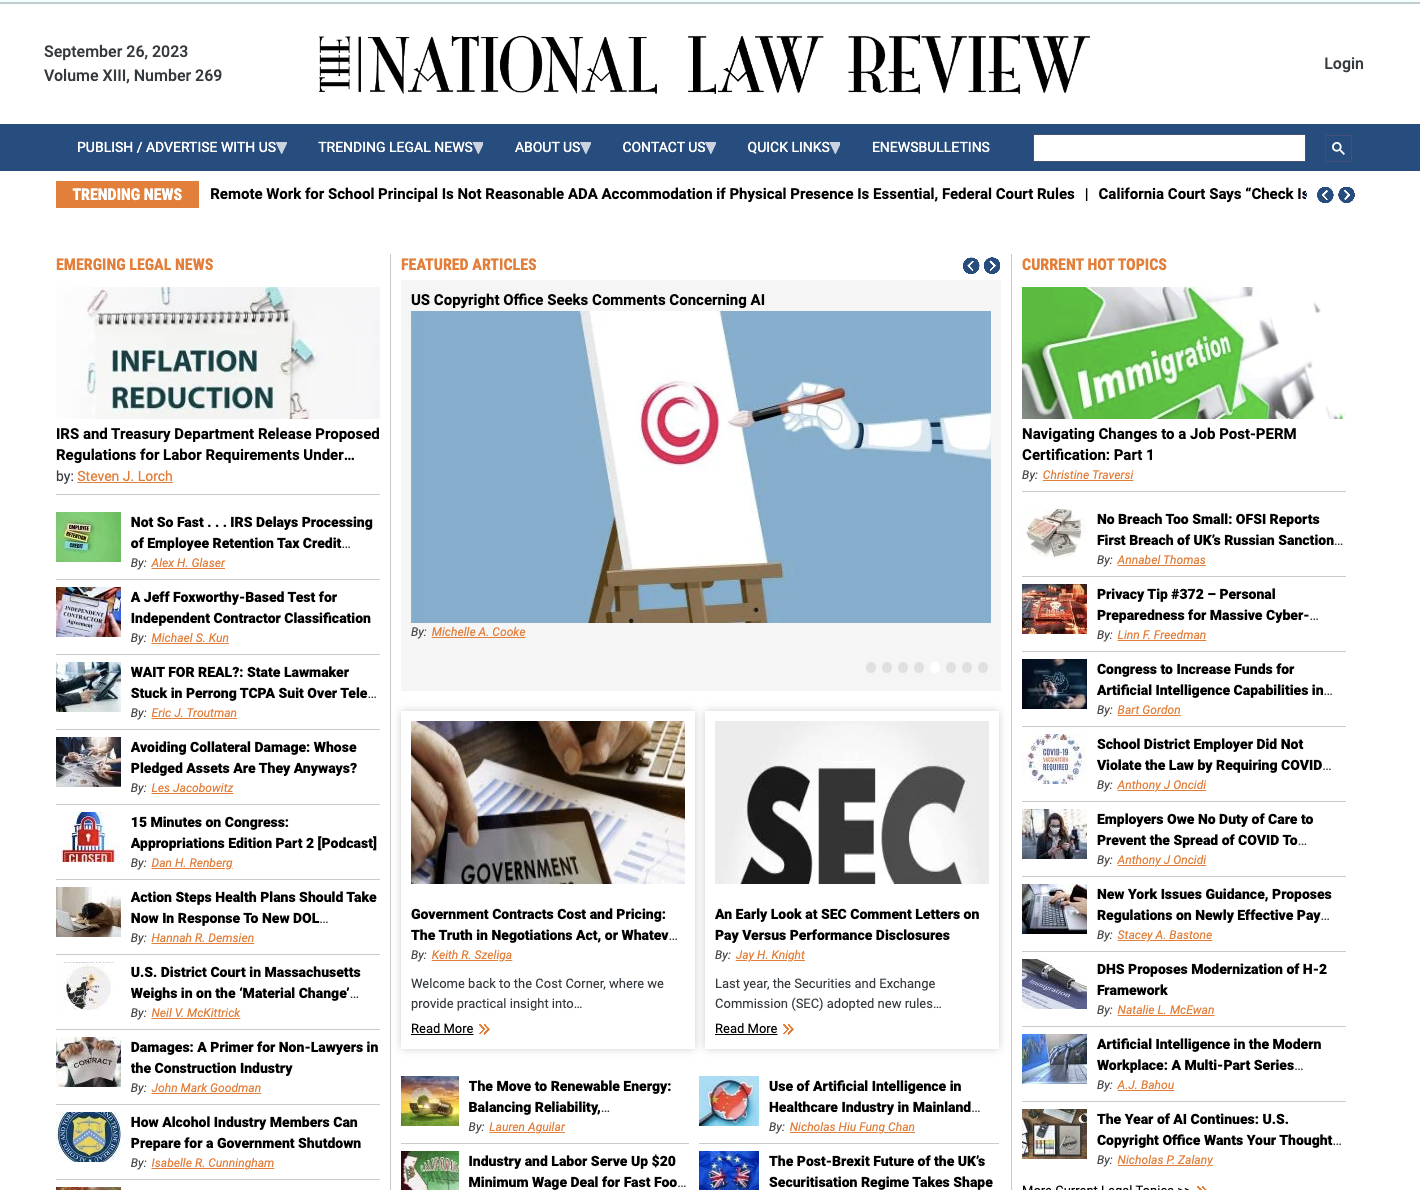 September 26, 2023
Volume XIII, Number 269
THE NATIONAL LAW REVIEW
Login
PUBLISH / ADVERTISE WITH US
TRENDING LEGAL NEWS
ABOUT US
CONTACT US
QUICK LINKS
ENEWSBULLETINS
TRENDING NEWS
Remote Work for School Principal Is Not Reasonable ADA Accommodation if Physical Presence Is Essential, Federal Court Rules | California Court Says “Check Is
EMERGING LEGAL NEWS
INFLATION
REDUCTION
IRS and Treasury Department Release Proposed
Regulations for Labor Requirements Under...
by: Steven J. Lorch
EMPLOYEE
RETENTION
CREDIT
Not So Fast . . . IRS Delays Processing
of Employee Retention Tax Credit...
By: Alex H. Glaser
INDEPENDENT
CONTRACTOR
Agreement
A Jeff Foxworthy-Based Test for
Independent Contractor Classification
By: Michael S. Kun
WAIT FOR REAL?: State Lawmaker
Stuck in Perrong TCPA Suit Over Tele...
By: Eric J. Troutman
Avoiding Collateral Damage: Whose
Pledged Assets Are They Anyways?
By: Les Jacobowitz
CLOSED
15 Minutes on Congress:
Appropriations Edition Part 2 [Podcast]
By: Dan H. Renberg
Action Steps Health Plans Should Take
Now In Response To New DOL...
By: Hannah R. Demsien
U.S. District Court in Massachusetts
Weighs in on the ‘Material Change’...
By: Neil V. McKittrick
CONTRACT
Damages: A Primer for Non-Lawyers in
the Construction Industry
By: John Mark Goodman
How Alcohol Industry Members Can
Prepare for a Government Shutdown
By: Isabelle R. Cunningham
FEATURED ARTICLES
US Copyright Office Seeks Comments Concerning AI
©
By: Michelle A. Cooke
GOVERNMENT
Government Contracts Cost and Pricing:
The Truth in Negotiations Act, or Whatev...
By: Keith R. Szeliga
Welcome back to the Cost Corner, where we
provide practical insight into...
Read More
SEC
An Early Look at SEC Comment Letters on
Pay Versus Performance Disclosures
By: Jay H. Knight
Last year, the Securities and Exchange
Commission (SEC) adopted new rules...
Read More
The Move to Renewable Energy:
Balancing Reliability,...
By: Lauren Aguilar
Use of Artificial Intelligence in
Healthcare Industry in Mainland...
By: Nicholas Hiu Fung Chan
Industry and Labor Serve Up $20
Minimum Wage Deal for Fast Foo...
The Post-Brexit Future of the UK’s
Securitisation Regime Takes Shape
CURRENT HOT TOPICS
Immigration
Navigating Changes to a Job Post-PERM
Certification: Part 1
By: Christine Traversi
No Breach Too Small: OFSI Reports
First Breach of UK’s Russian Sanction...
By: Annabel Thomas
Privacy Tip #372 – Personal
Preparedness for Massive Cyber-...
By: Linn F. Freedman
Congress to Increase Funds for
Artificial Intelligence Capabilities in...
By: Bart Gordon
COVID-19
VACCINATION
REQUIRED
School District Employer Did Not
Violate the Law by Requiring COVID...
By: Anthony J Oncidi
Employers Owe No Duty of Care to
Prevent the Spread of COVID To...
By: Anthony J Oncidi
New York Issues Guidance, Proposes
Regulations on Newly Effective Pay...
By: Stacey A. Bastone
Immigration
DHS Proposes Modernization of H-2
Framework
By: Natalie L. McEwan
Artificial Intelligence in the Modern
Workplace: A Multi-Part Series...
By: A.J. Bahou
The Year of AI Continues: U.S.
Copyright Office Wants Your Thought...
By: Nicholas P. Zalany
More Current Legal Topics >>